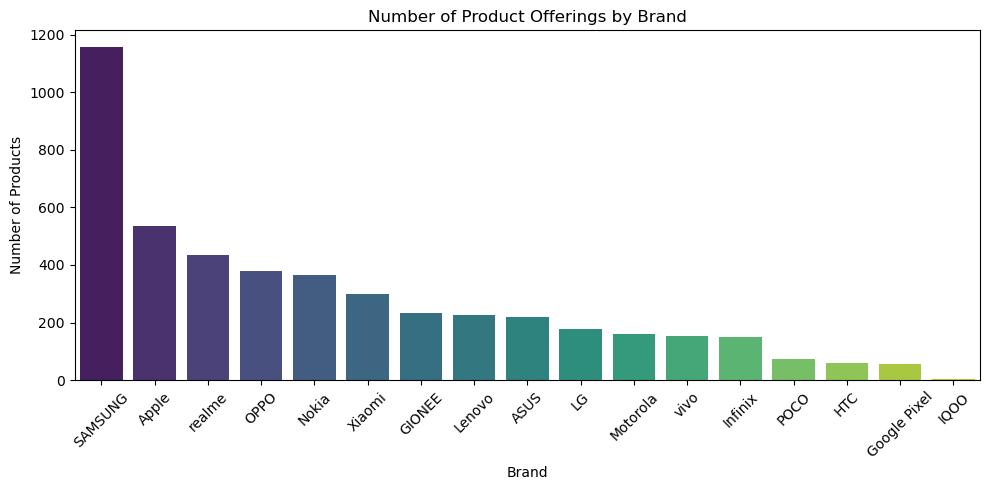 Number of Product Offerings by Brand
Number of Products
1200
1000
800
600
400
200
0
SAMSUNG
Apple
realme
OPPO
Nokia
Xiaomi
GIONEE
Lenovo
ASUS
LG
Motorola
vivo
Infinix
POCO
HTC
Google Pixel
IQOO
Brand